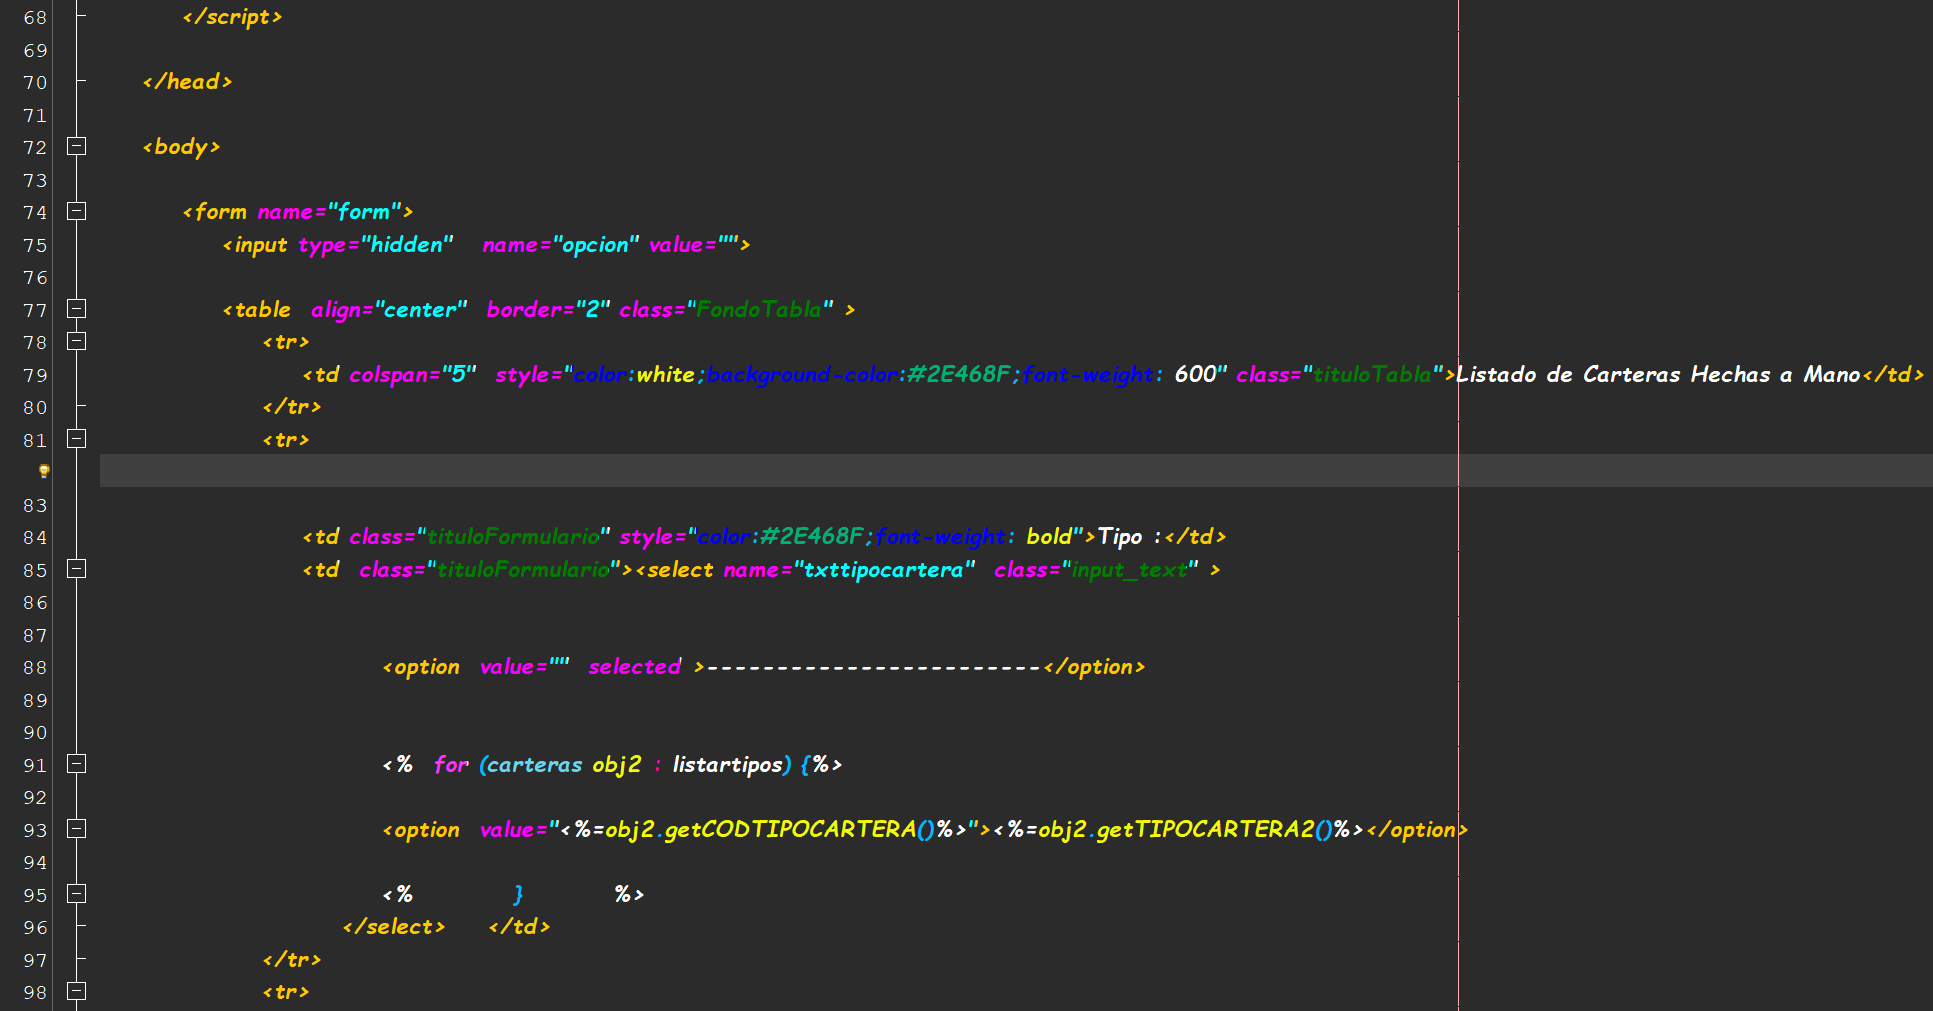 68 </script>
69
70 </head>
71
72 <body>
73
74 <form name="form">
75 <input type="hidden" name="opcion" value="">
76
77 <table align="center" border="2" class="FondoTabla" >
78 <tr>
79 <td colspan="5" style="color:white;background-color:#2E468F;font-weight: 600" class="tituloTabla">Listado de Carteras Hechas a Mano</td>
80 </tr>
81 <tr>
83
84 <td class="tituloFormulario" style="color:#2E468F;font-weight: bold">Tipo :</td>
85 <td class="tituloFormulario"><select name="txttipocartera" class="input_text" >
86
87
88 <option value="" selected >------------------------</option>
89
90
91 <% for (carteras obj2 : listartipos) {%>
92
93 <option value="<%=obj2.getCODTIPOCARTERA()%>"><%=obj2.getTIPOCARTERA2()%></option>
94
95 <% } %>
96 </select> </td>
97 </tr>
98 <tr>